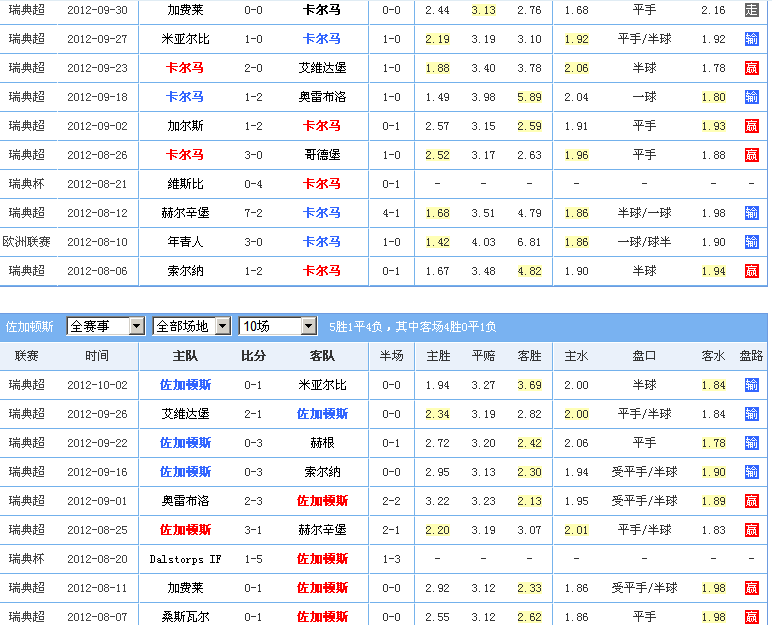 瑞典超 2012-09-30 加费莱 0-0 卡尔马 0-0 2.44 3.13 2.76 1.68 平手 2.16 走
瑞典超 2012-09-27 米亚尔比 1-0 卡尔马 1-0 2.19 3.19 3.10 1.92 平手/半球 1.92 输
瑞典超 2012-09-23 卡尔马 2-0 艾维达堡 1-0 1.88 3.40 3.78 2.06 半球 1.78 赢
瑞典超 2012-09-18 卡尔马 1-2 奥雷布洛 1-0 1.49 3.98 5.89 2.04 一球 1.80 输
瑞典超 2012-09-02 加尔斯 1-2 卡尔马 0-1 2.57 3.15 2.59 1.91 平手 1.93 赢
瑞典超 2012-08-26 卡尔马 3-0 哥德堡 1-0 2.52 3.17 2.63 1.96 平手 1.88 赢
瑞典杯 2012-08-21 维斯比 0-4 卡尔马 0-1 - - - - - - -
瑞典超 2012-08-12 赫尔辛堡 7-2 卡尔马 4-1 1.68 3.51 4.79 1.86 半球/一球 1.98 输
欧洲联赛 2012-08-10 年青人 3-0 卡尔马 1-0 1.42 4.03 6.81 1.86 一球/球半 1.90 输
瑞典超 2012-08-06 索尔纳 1-2 卡尔马 0-1 1.67 3.48 4.82 1.90 半球 1.94 赢
佐加顿斯 全赛事 全部场地 10场 5胜1平4负，其中客场4胜0平1负
联赛 时间 主队 比分 客队 半场 主胜 平赔 客胜 主水 盘口 客水 盘路
瑞典超 2012-10-02 佐加顿斯 0-1 米亚尔比 0-0 1.94 3.27 3.69 2.00 半球 1.84 输
瑞典超 2012-09-26 艾维达堡 2-1 佐加顿斯 0-0 2.34 3.19 2.82 2.00 平手/半球 1.84 输
瑞典超 2012-09-22 佐加顿斯 0-3 赫根 0-1 2.72 3.20 2.42 2.06 平手 1.78 输
瑞典超 2012-09-16 佐加顿斯 0-3 索尔纳 0-0 2.95 3.13 2.30 1.94 受平手/半球 1.90 输
瑞典超 2012-09-01 奥雷布洛 2-3 佐加顿斯 2-2 3.22 3.23 2.13 1.95 受平手/半球 1.89 赢
瑞典超 2012-08-25 佐加顿斯 3-1 赫尔辛堡 2-1 2.20 3.19 3.07 2.01 平手/半球 1.83 赢
瑞典杯 2012-08-20 Dalstorps IF 1-5 佐加顿斯 1-3 - - - - - - -
瑞典超 2012-08-11 加费莱 0-1 佐加顿斯 0-0 2.92 3.12 2.33 1.86 受平手/半球 1.98 赢
瑞典超 2012-08-07 桑斯瓦尔 0-1 佐加顿斯 0-0 2.55 3.12 2.62 1.86 平手 1.98 赢